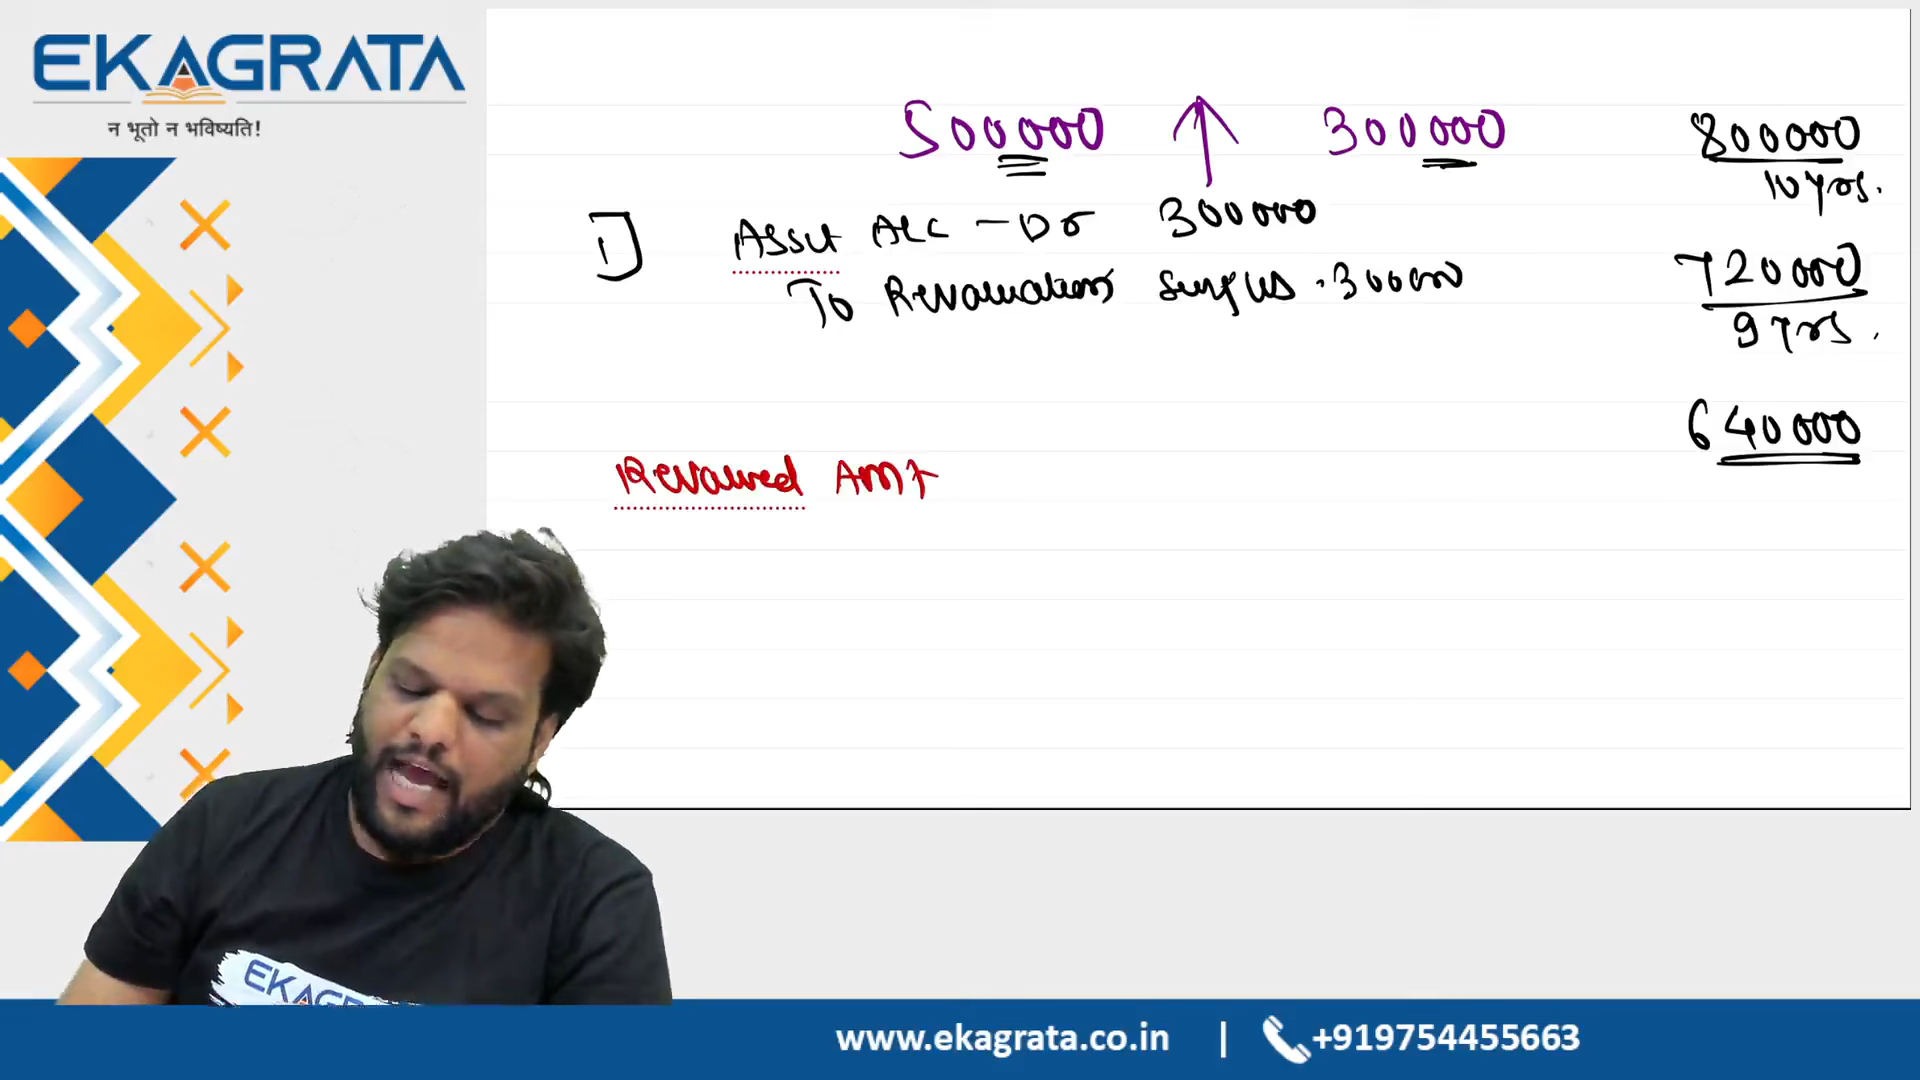 EKAGRATA
न भूतो न भविष्यति!
500000 ↑ 300000
1] Asset A/c - Dr 300000
To Revaluation Surplus . 300000
Revalued Amt
800000
10 yrs.
720000
9 yrs.
640000
EKAGRATA
www.ekagrata.co.in | +919754455663